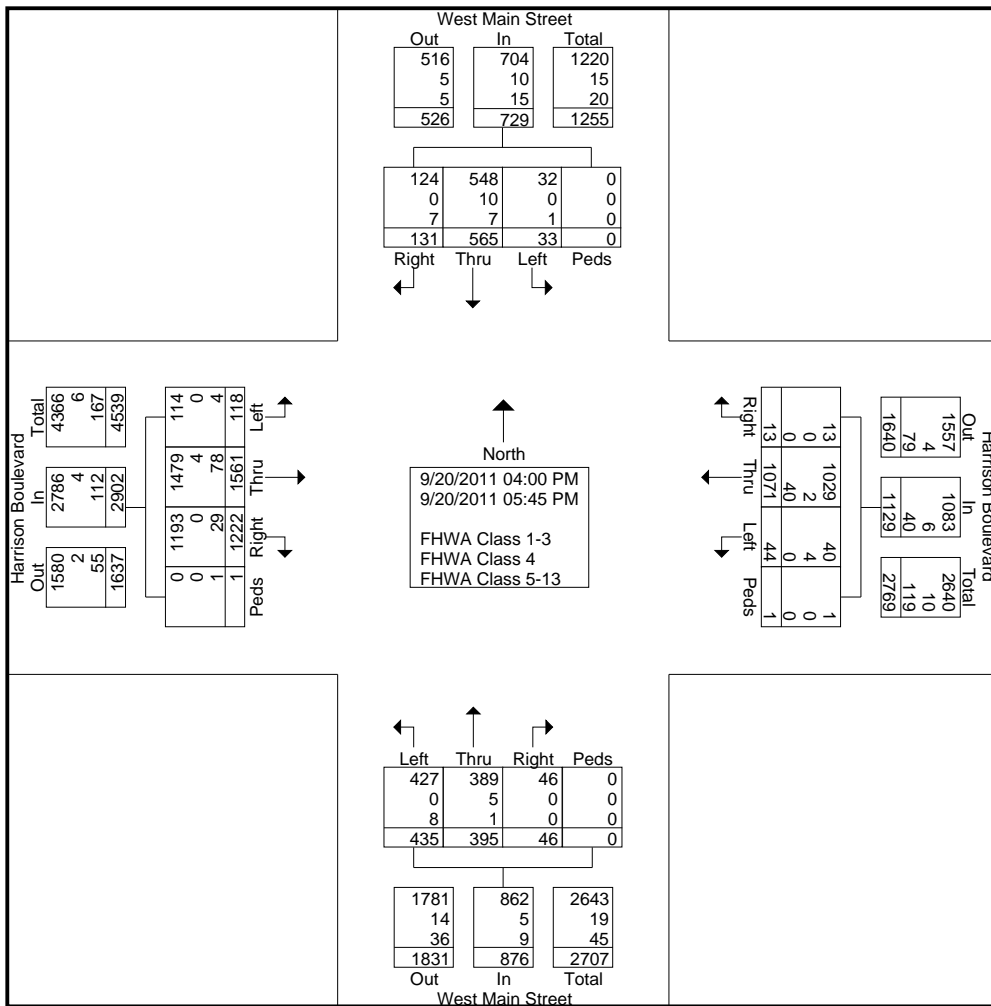 West Main Street
Out In Total
516 704 1220
5 10 15
5 15 20
526 729 1255
124 548 32 0
0 10 0 0
7 7 1 0
131 565 33 0
Right Thru Left Peds
Harrison Boulevard
Total
4366
6
167
4539
In
2786
4
112
2902
Out
1580
2
55
1637
Left
114
0
4
118
Thru
1479
4
78
1561
Right
1193
0
29
1222
Peds
0
0
1
1
North
9/20/2011 04:00 PM
9/20/2011 05:45 PM
FHWA Class 1-3
FHWA Class 4
FHWA Class 5-13
Right
13
0
0
13
Thru
1029
2
40
1071
Left
40
4
0
44
Peds
1
0
0
1
Out
1557
4
79
1640
In
1083
6
40
1129
Total
2640
10
119
2769
Harrison Boulevard
Left Thru Right Peds
427 389 46 0
0 5 0 0
8 1 0 0
435 395 46 0
1781 862 2643
14 5 19
36 9 45
1831 876 2707
Out In Total
West Main Street